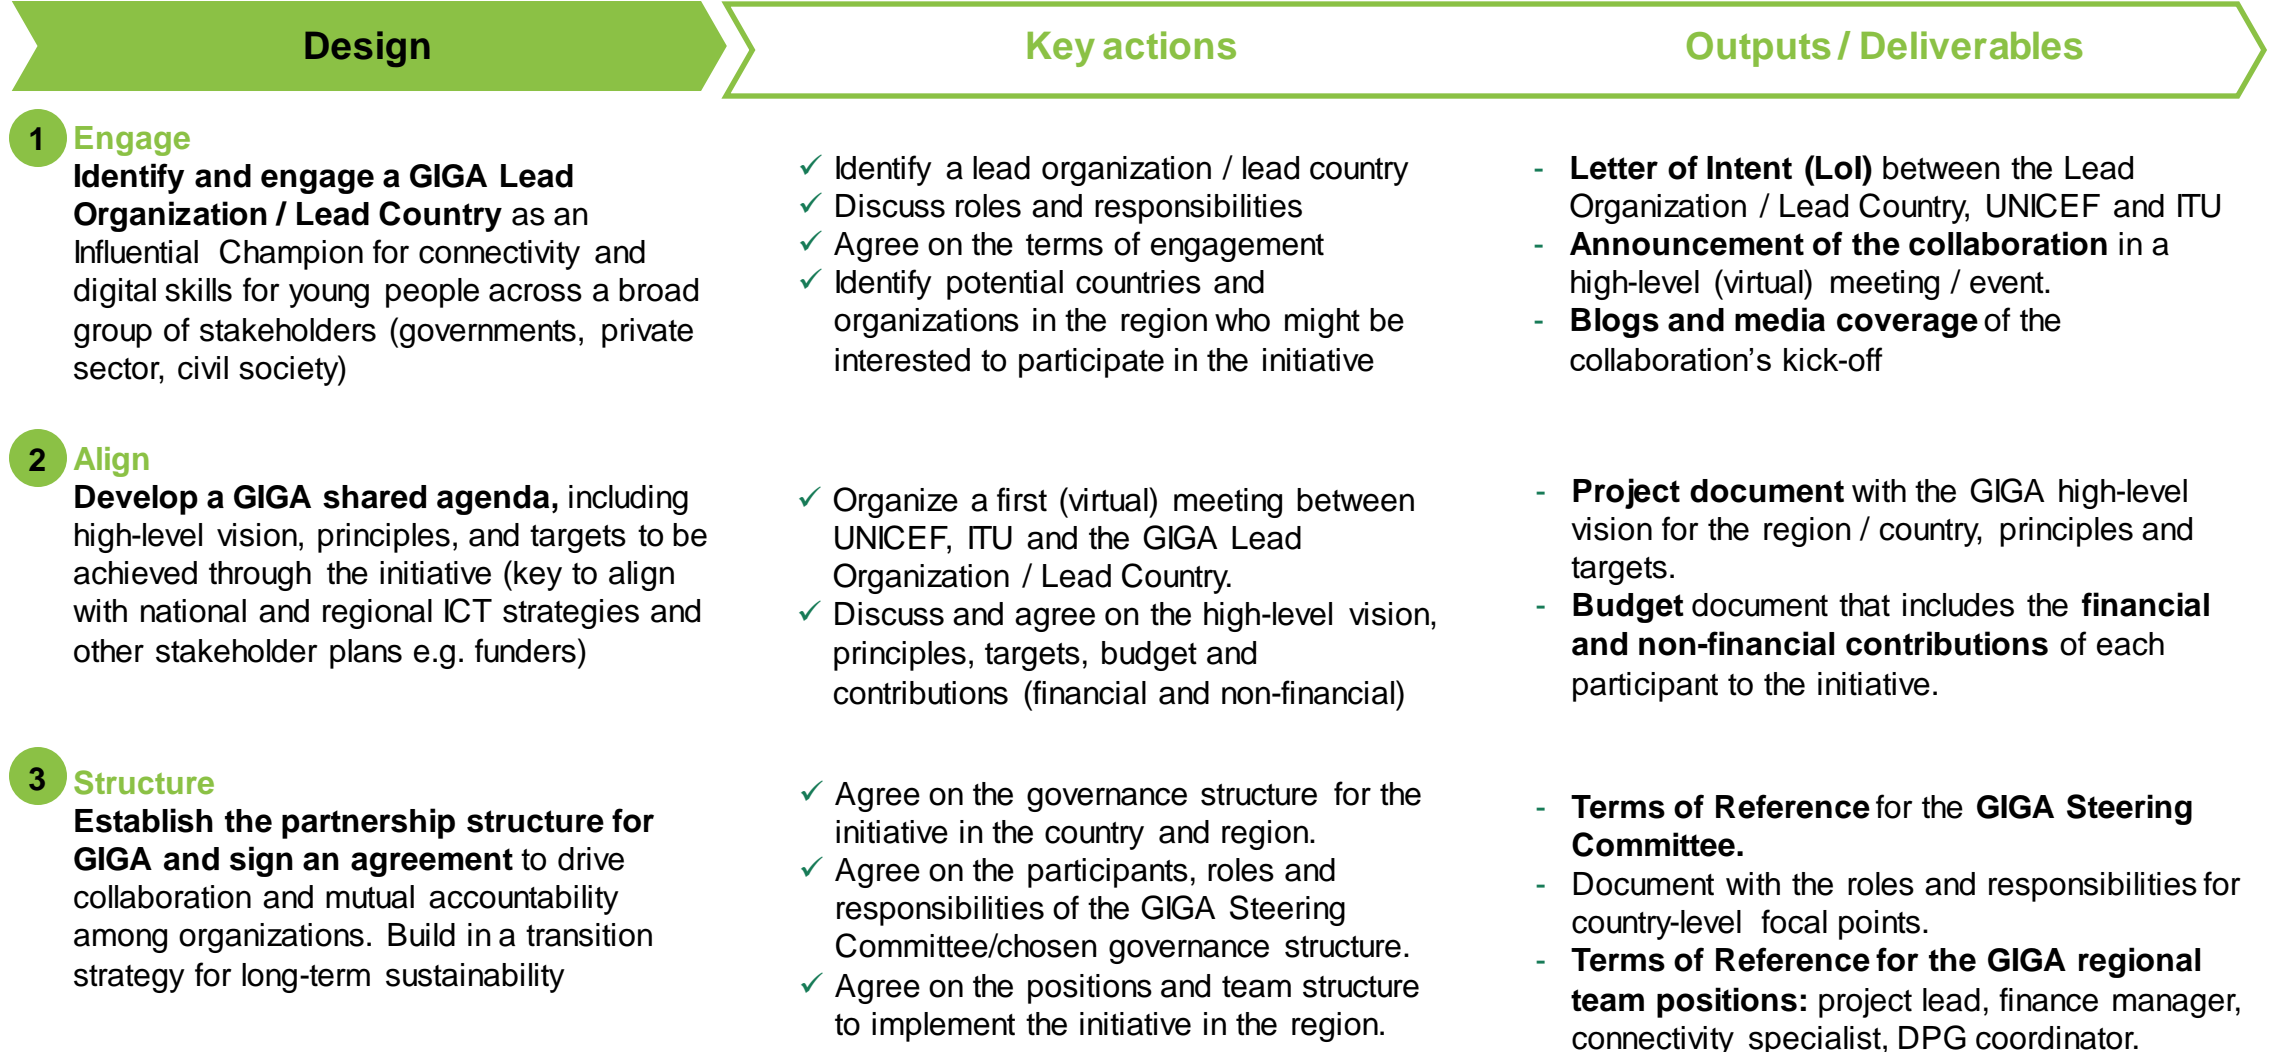 Design
Key actions
Outputs / Deliverables
1
Engage
Identify and engage a GIGA Lead
Organization / Lead Country as an
Influential Champion for connectivity and
digital skills for young people across a broad
group of stakeholders (governments, private
sector, civil society)
✓ Identify a lead organization / lead country
✓ Discuss roles and responsibilities
✓ Agree on the terms of engagement
✓ Identify potential countries and
organizations in the region who might be
interested to participate in the initiative
- Letter of Intent (LoI) between the Lead
Organization / Lead Country, UNICEF and ITU
- Announcement of the collaboration in a
high-level (virtual) meeting / event.
- Blogs and media coverage of the
collaboration’s kick-off
2
Align
Develop a GIGA shared agenda, including
high-level vision, principles, and targets to be
achieved through the initiative (key to align
with national and regional ICT strategies and
other stakeholder plans e.g. funders)
✓ Organize a first (virtual) meeting between
UNICEF, ITU and the GIGA Lead
Organization / Lead Country.
✓ Discuss and agree on the high-level vision,
principles, targets, budget and
contributions (financial and non-financial)
- Project document with the GIGA high-level
vision for the region / country, principles and
targets.
- Budget document that includes the financial
and non-financial contributions of each
participant to the initiative.
3
Structure
Establish the partnership structure for
GIGA and sign an agreement to drive
collaboration and mutual accountability
among organizations. Build in a transition
strategy for long-term sustainability
✓ Agree on the governance structure for the
initiative in the country and region.
✓ Agree on the participants, roles and
responsibilities of the GIGA Steering
Committee/chosen governance structure.
✓ Agree on the positions and team structure
to implement the initiative in the region.
- Terms of Reference for the GIGA Steering
Committee.
- Document with the roles and responsibilities for
country-level focal points.
- Terms of Reference for the GIGA regional
team positions: project lead, finance manager,
connectivity specialist, DPG coordinator.